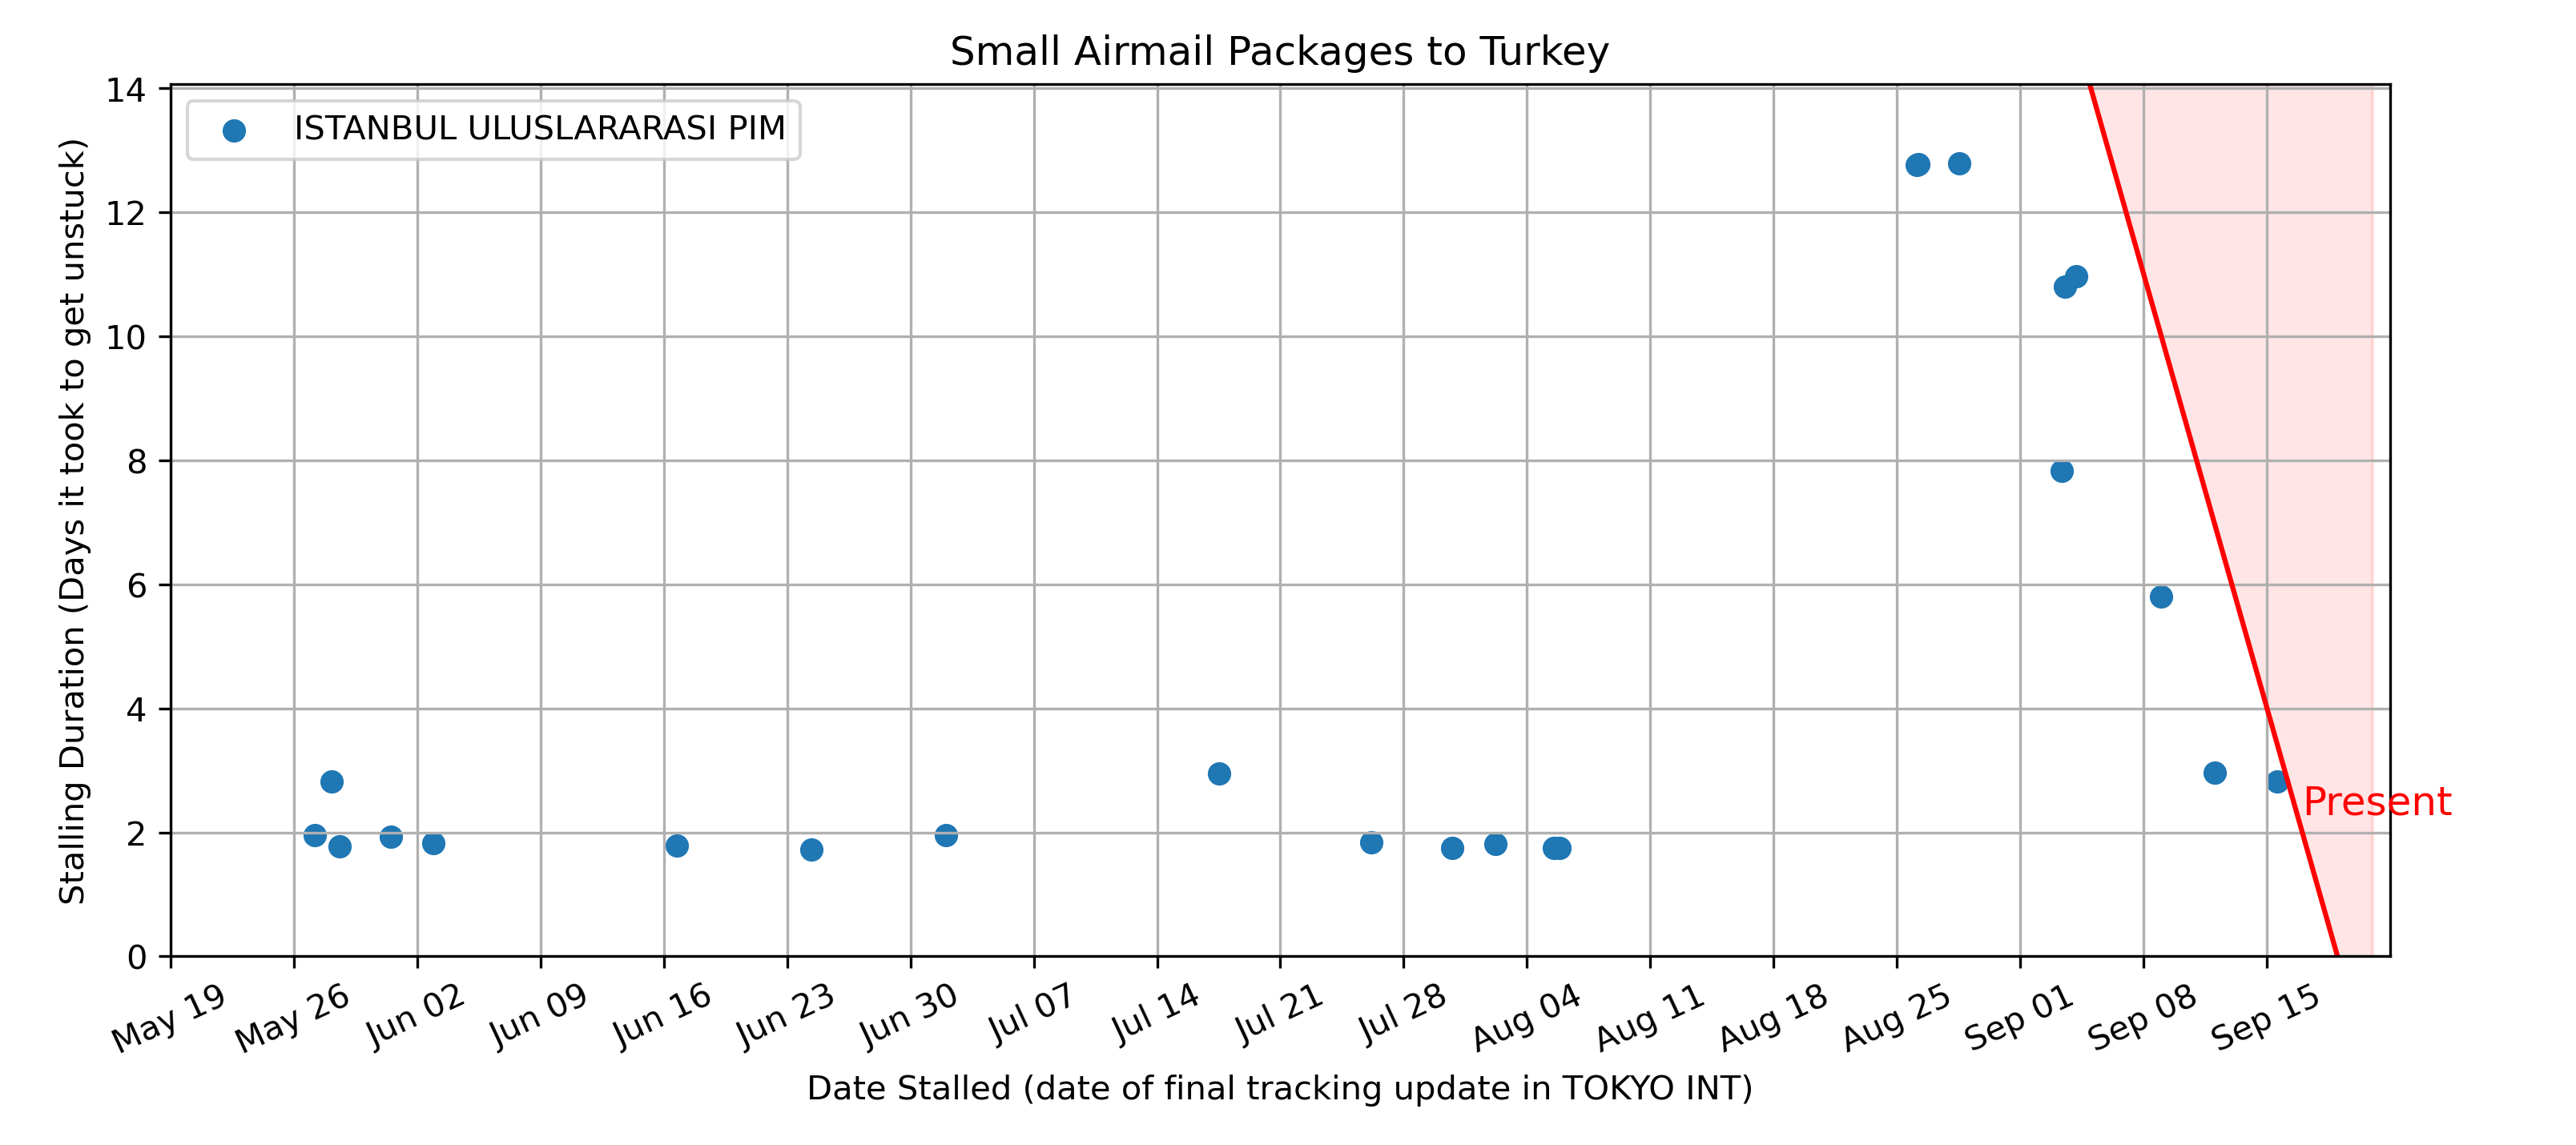 Small Airmail Packages to Turkey
ISTANBUL ULUSLARARASI PIM
Stalling Duration (Days it took to get unstuck)
14
12
10
8
6
4
2
0
Present
May 19
May 26
Jun 02
Jun 09
Jun 16
Jun 23
Jun 30
Jul 07
Jul 14
Jul 21
Jul 28
Aug 04
Aug 11
Aug 18
Aug 25
Sep 01
Sep 08
Sep 15
Date Stalled (date of final tracking update in TOKYO INT)